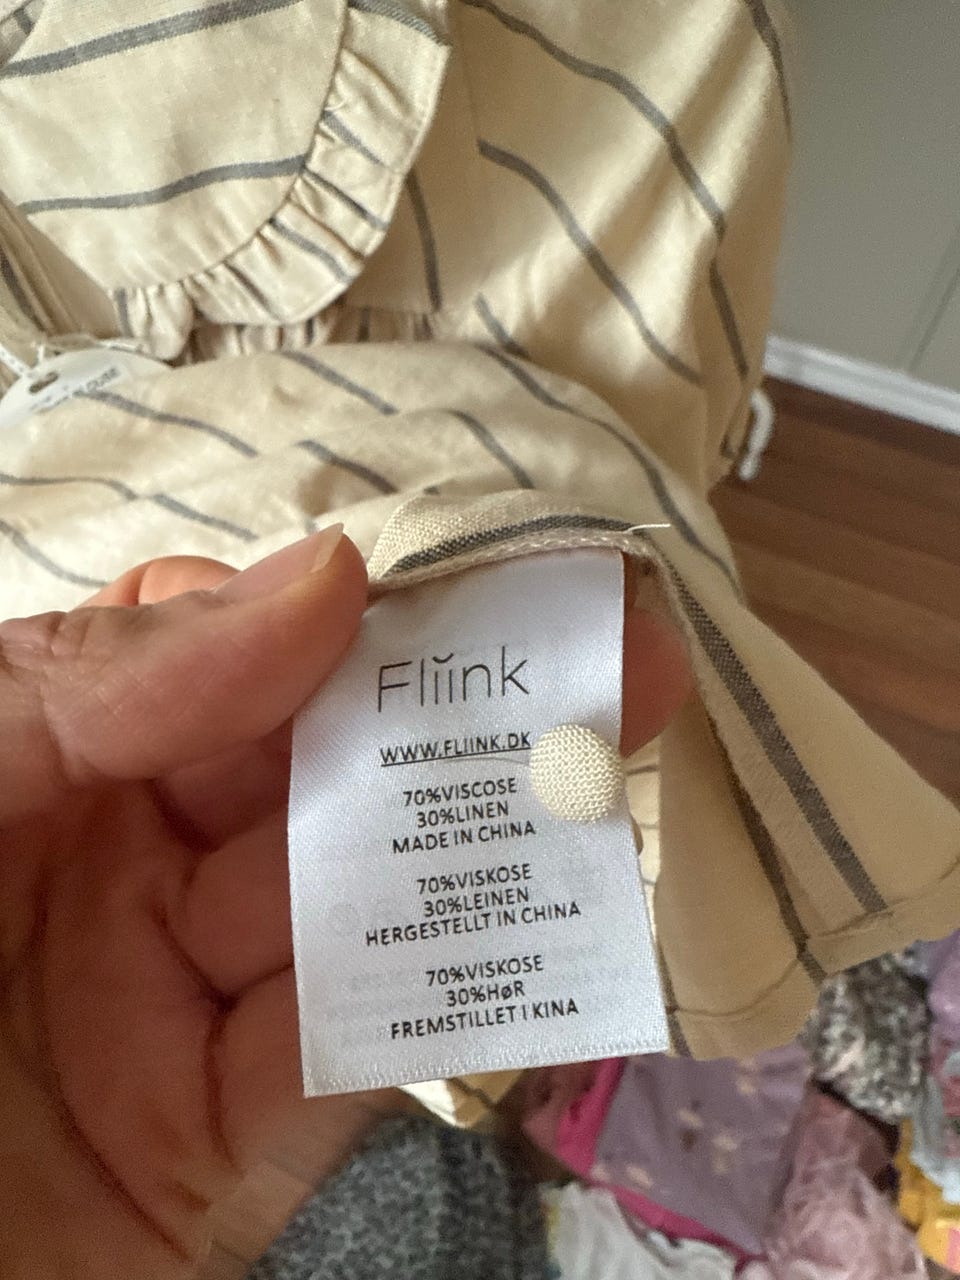 Fliink
WWW.FLIINK.DK
70%VISCOSE
30%LINEN
MADE IN CHINA
70%VISKOSE
30%LEINEN
HERGESTELLT IN CHINA
70%VISKOSE
30%HøR
FREMSTILLET I KINA